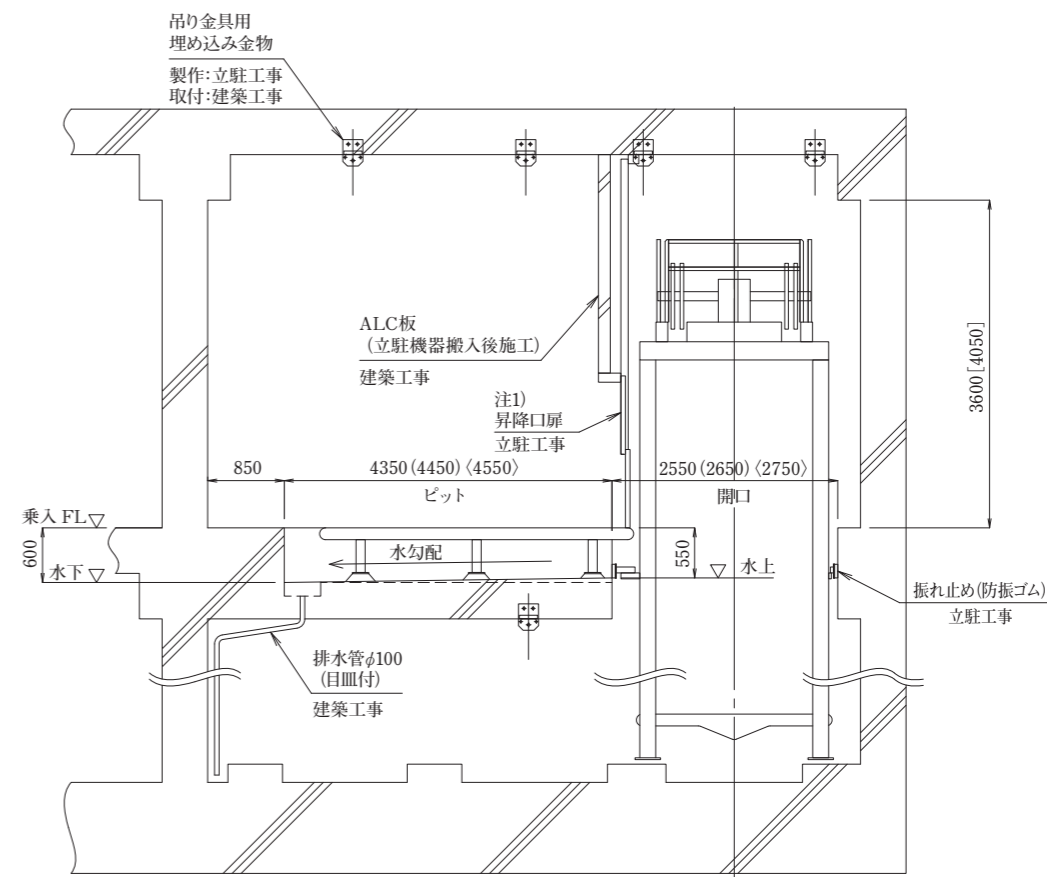 吊り金具用
埋め込み金物
製作:立駐工事
取付:建築工事
ALC板
(立駐機器搬入後施工)
建築工事
注1)
昇降口扉
立駐工事
3600[4050]
850
4350(4450)〈4550〉
ピット
2550(2650)〈2750〉
開口
乗入 FL
600
水下
水勾配
550
水上
振れ止め(防振ゴム)
立駐工事
排水管φ100
(目皿付)
建築工事